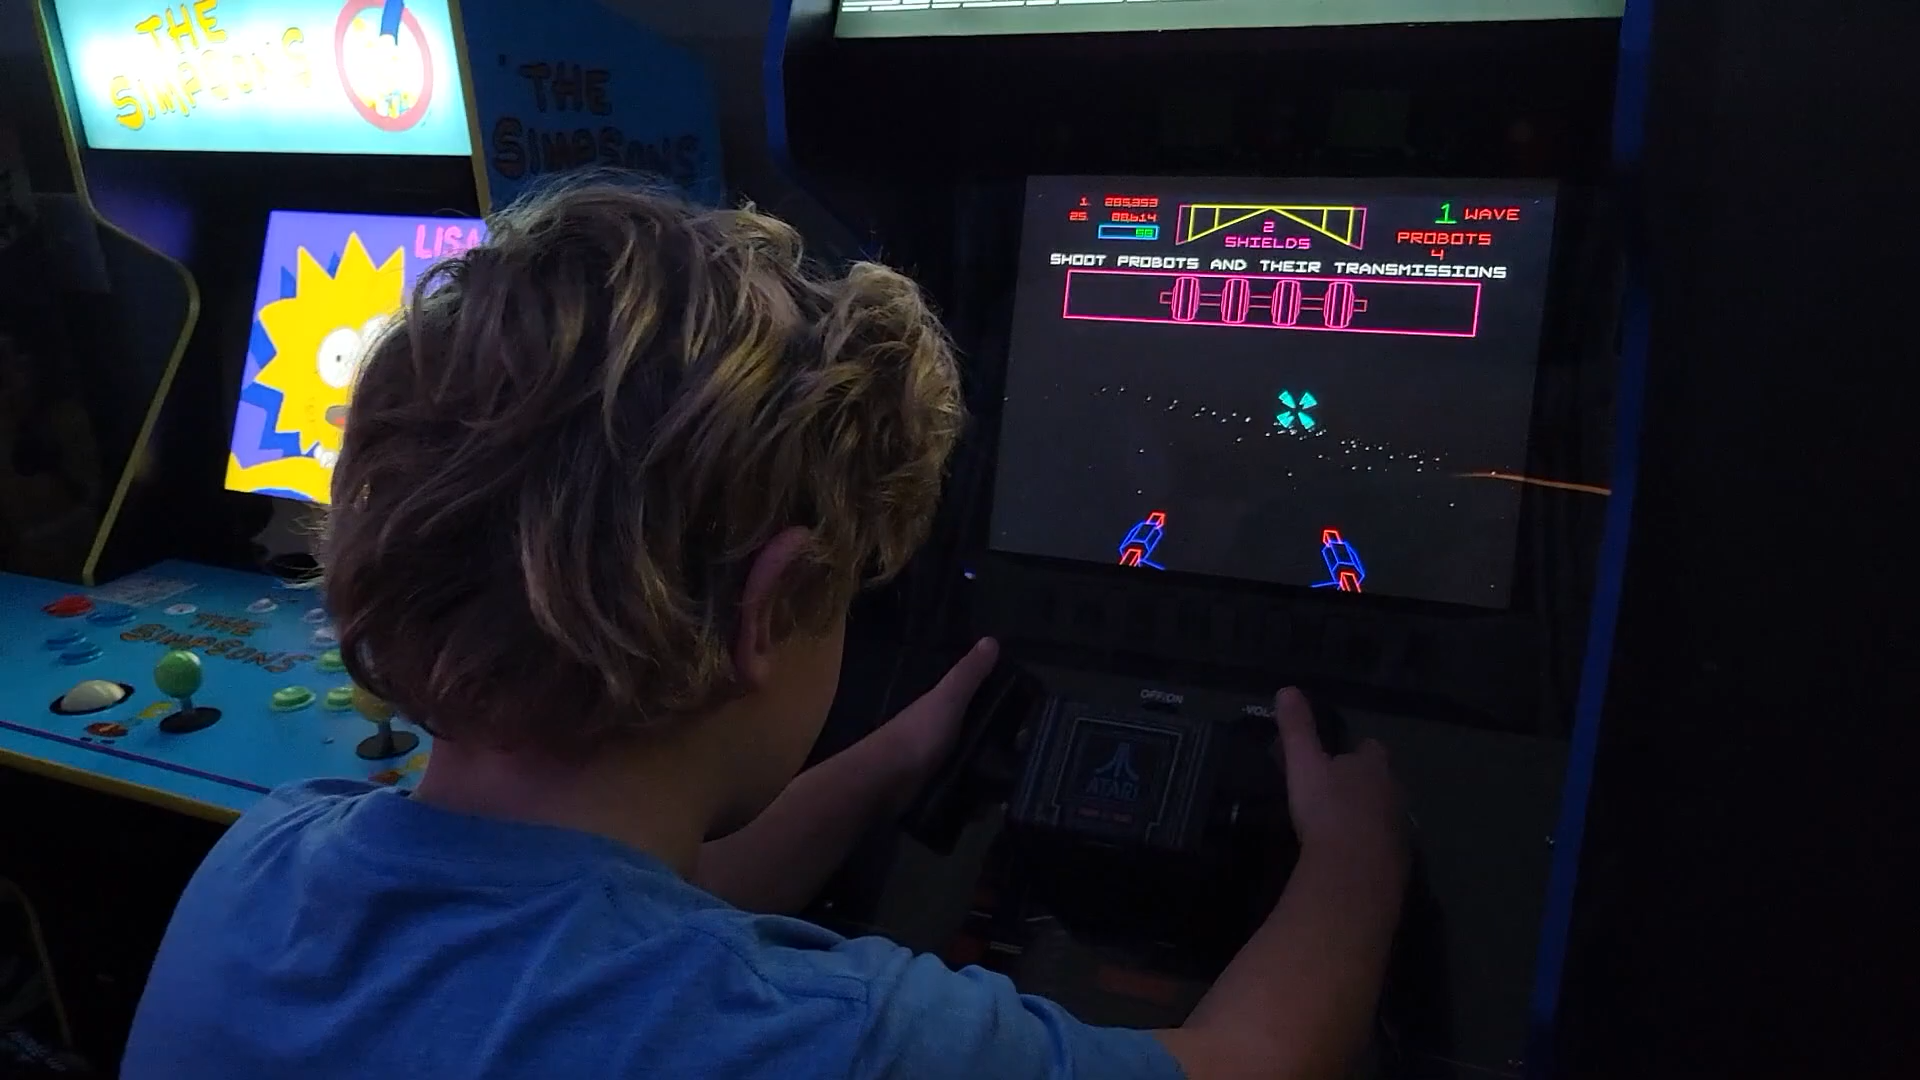 THE
SIMPSONS
THE
SIMPSONS
LISA
THE
SIMPSONS
1. 285,353
25. 88,614
2
SHIELDS
1 WAVE
PROBOTS
4
SHOOT PROBOTS AND THEIR TRANSMISSIONS
OFF/ON
-VOL+
ATARI